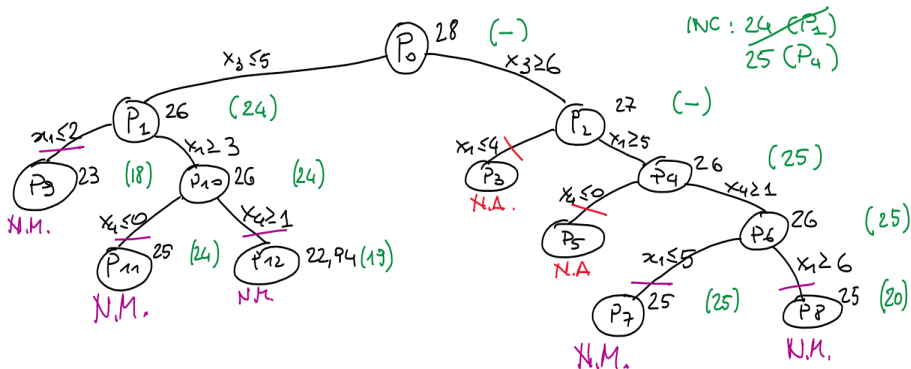 P0 28 (-)
INC: 24 (P1)
25 (P4)
x3≤5
x3≥6
P1 26 (24)
P2 27 (-)
x1≤2
x1≥3
x1≤4
x1≥5
P9 23 (18)
N.M.
P10 26 (24)
P3
N.A.
P4 26 (25)
x4≤0
x4≥1
x4≤0
x4≥1
P11 25 (24)
N.M.
P12 22,94 (19)
N.M.
P5
N.A
P6 26 (25)
x1≤5
x1≥6
P7 25 (25)
N.M.
P8 25 (20)
N.M.